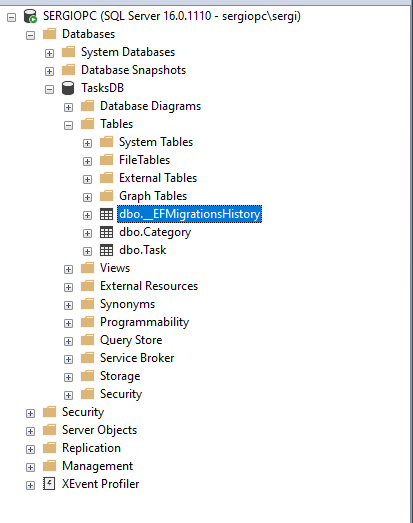 SERGIOPC (SQL Server 16.0.1110 - sergiopc\sergi)
Databases
System Databases
Database Snapshots
TasksDB
Database Diagrams
Tables
System Tables
FileTables
External Tables
Graph Tables
dbo.__EFMigrationsHistory
dbo.Category
dbo.Task
Views
External Resources
Synonyms
Programmability
Query Store
Service Broker
Storage
Security
Security
Server Objects
Replication
Management
XEvent Profiler